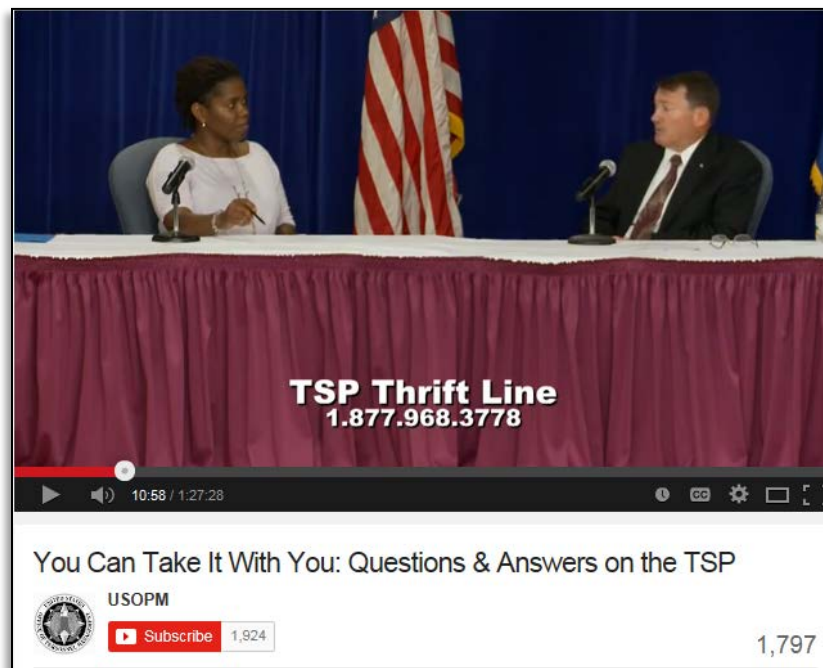 TSP Thrift Line
1.877.968.3778
10:58 / 1:27:28
CC
You Can Take It With You: Questions & Answers on the TSP
USOPM
Subscribe 1,924
1,797